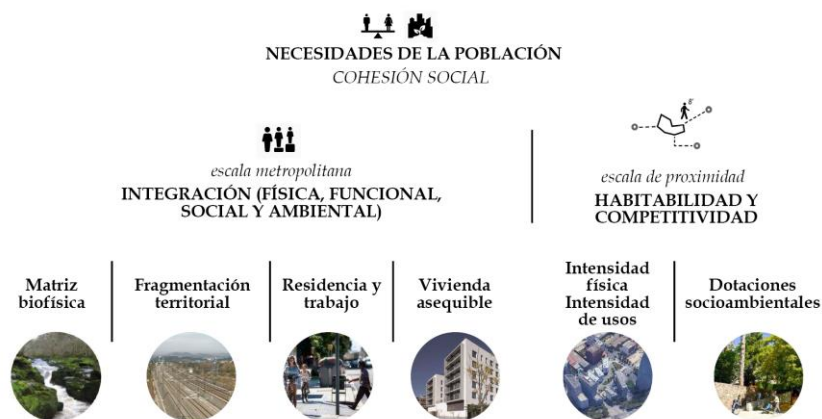 NECESIDADES DE LA POBLACIÓN
COHESIÓN SOCIAL
escala metropolitana
INTEGRACIÓN (FÍSICA, FUNCIONAL,
SOCIAL Y AMBIENTAL)
8'
escala de proximidad
HABITABILIDAD Y
COMPETITIVIDAD
Matriz
biofísica
Fragmentación
territorial
Residencia y
trabajo
Vivienda
asequible
Intensidad
física
Intensidad
de usos
Dotaciones
socioambientales